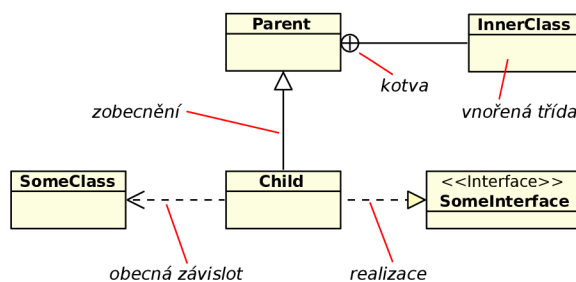 Parent
InnerClass
kotva
vnořená třída
zobecnění
SomeClass
Child
<<Interface>>
SomeInterface
obecná závislot
realizace